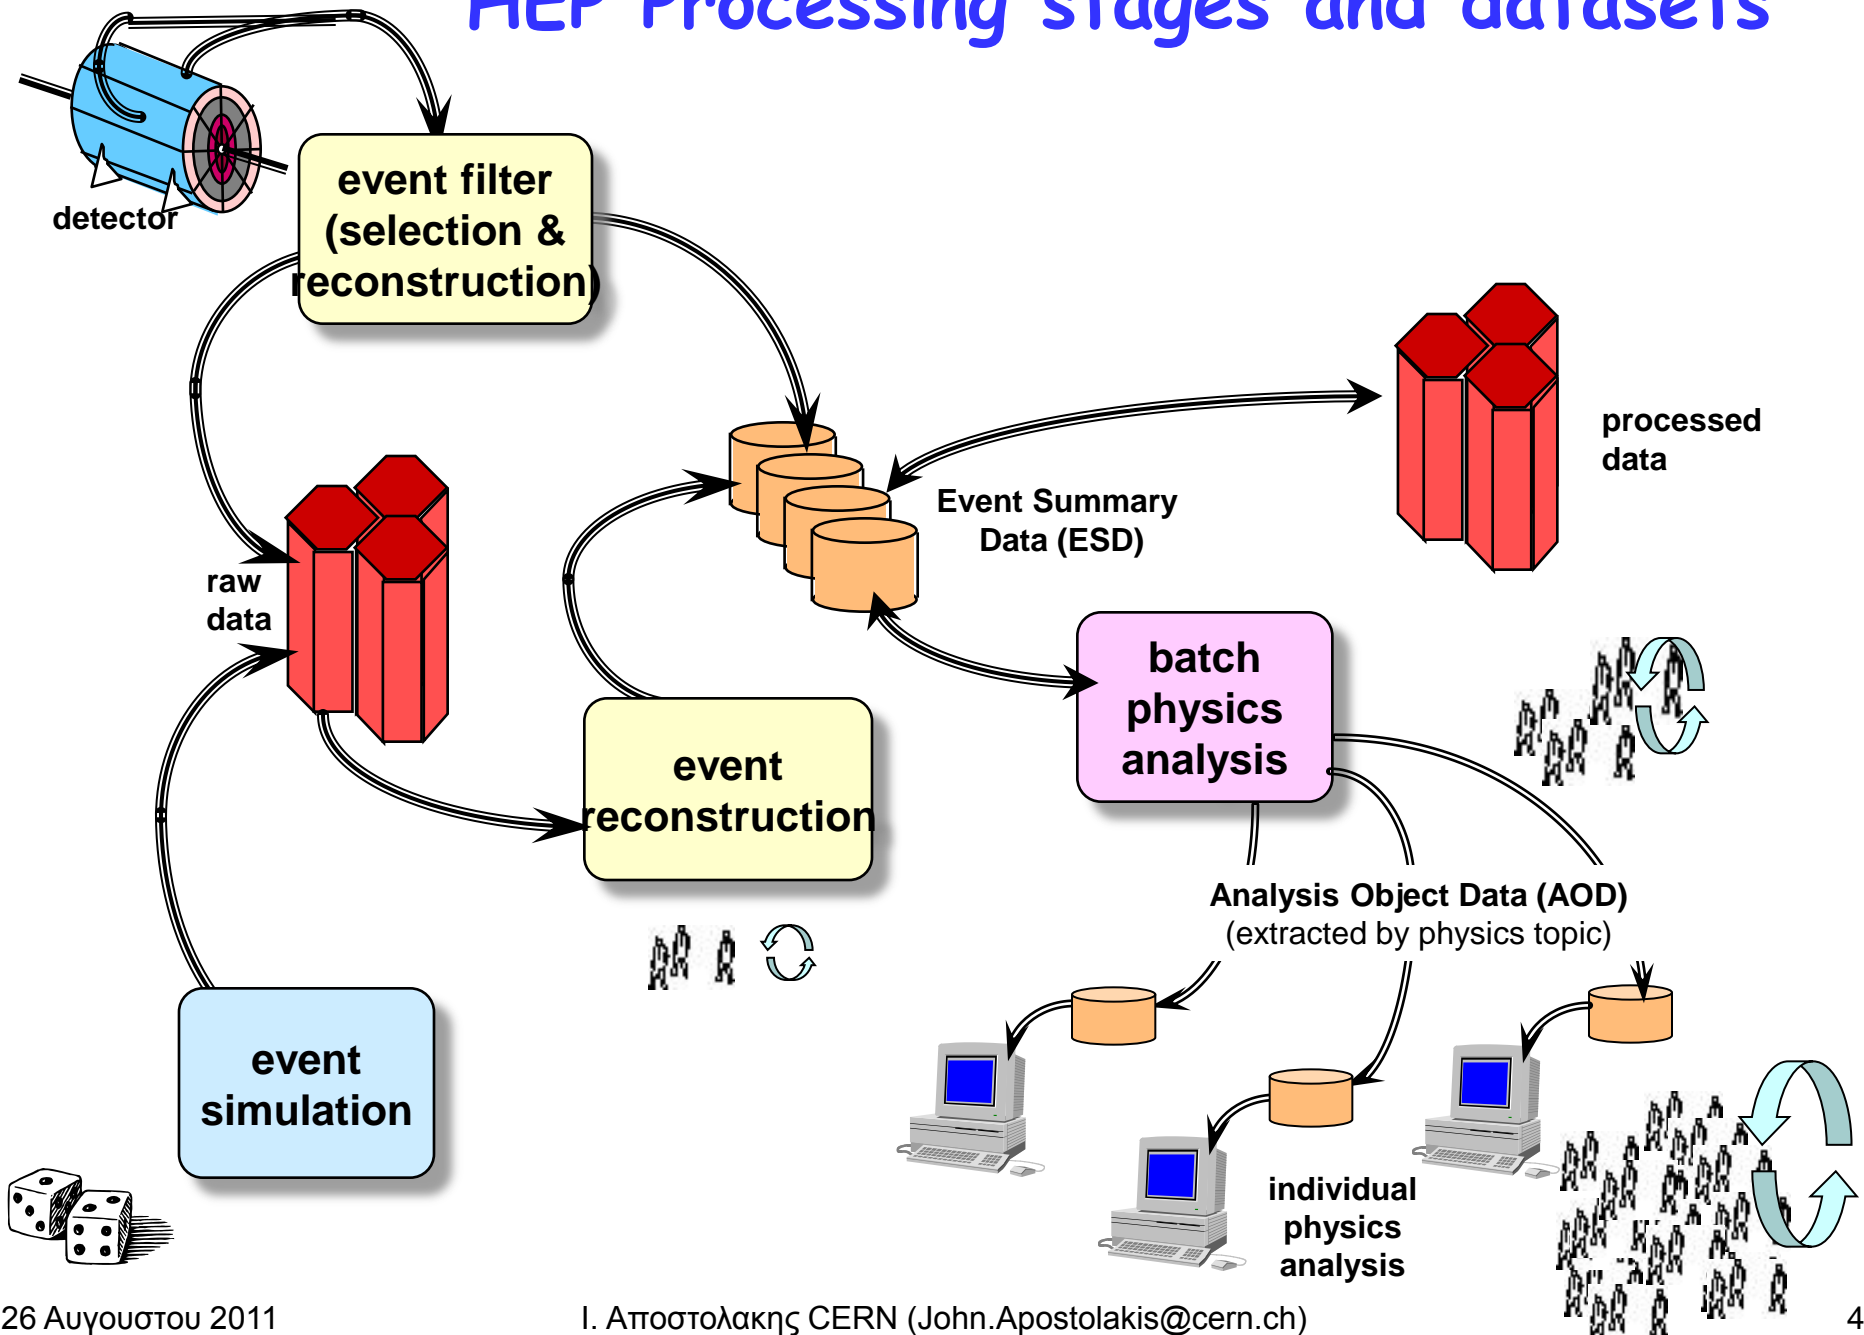 HEP Processing stages and datasets
detector
event filter
(selection &
reconstruction)
processed
data
Event Summary
Data (ESD)
raw
data
batch
physics
analysis
event
reconstruction
Analysis Object Data (AOD)
(extracted by physics topic)
event
simulation
individual
physics
analysis
26 Αυγουστου 2011
Ι. Αποστολακης CERN (John.Apostolakis@cern.ch)
4